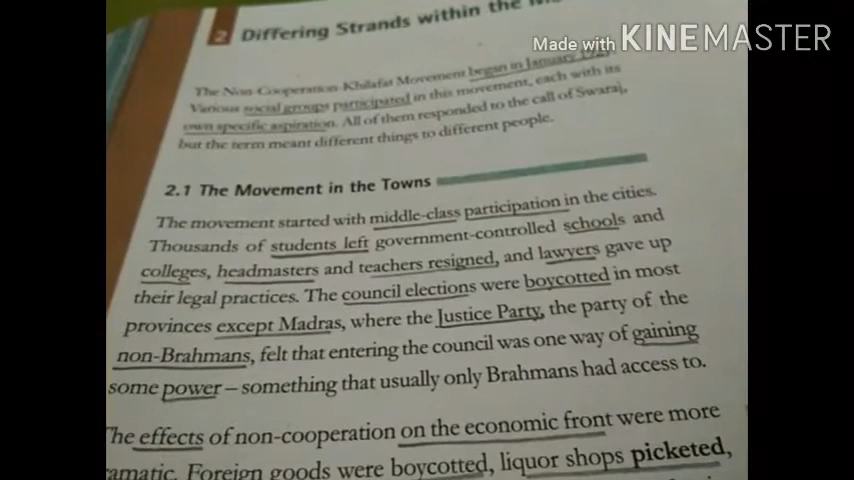 Made with KINEMASTER
2 Differing Strands within the
The Non-Cooperation-Khilafat Movement began in January
Various social groups participated in this movement, each with its
own specific aspiration. All of them responded to the call of Swaraj,
but the term meant different things to different people.
2.1 The Movement in the Towns
The movement started with middle-class participation in the cities.
Thousands of students left government-controlled schools and
colleges, headmasters and teachers resigned, and lawyers gave up
their legal practices. The council elections were boycotted in most
provinces except Madras, where the Justice Party, the party of the
non-Brahmans, felt that entering the council was one way of gaining
some power – something that usually only Brahmans had access to.
The effects of non-cooperation on the economic front were more
Foreign goods were boycotted, liquor shops picketed,